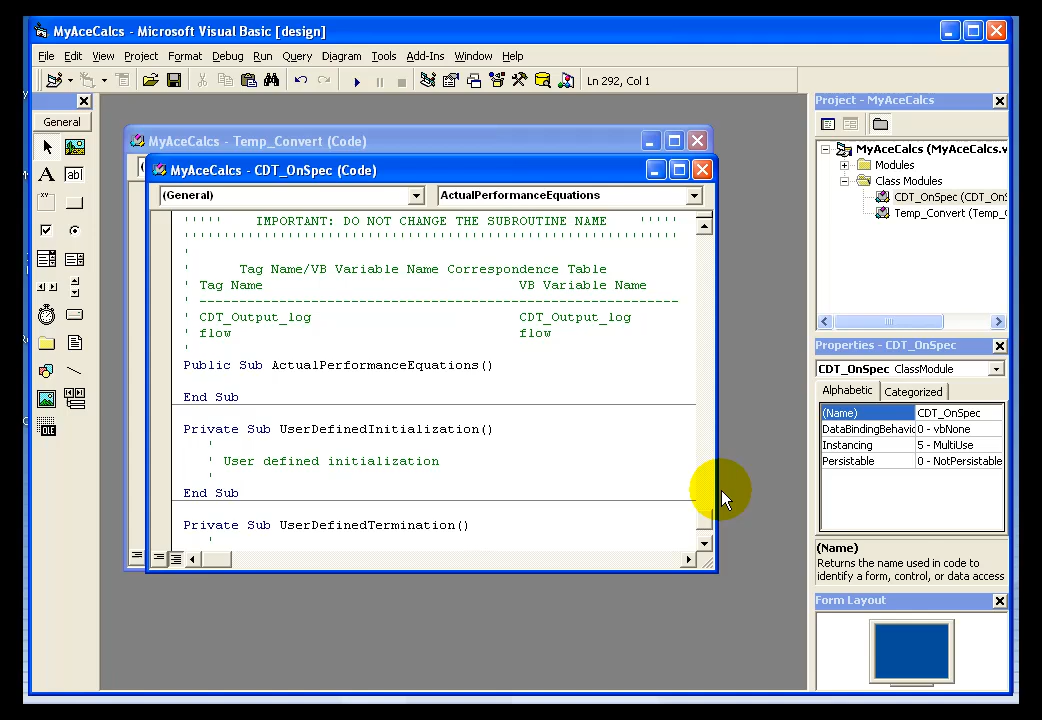 MyAceCalcs - Microsoft Visual Basic [design]
File Edit View Project Format Debug Run Query Diagram Tools Add-Ins Window Help
Ln 292, Col 1
General
A
ab|
OLE
MyAceCalcs - Temp_Convert (Code)
MyAceCalcs - CDT_OnSpec (Code)
(General) ActualPerformanceEquations
''''' IMPORTANT: DO NOT CHANGE THE SUBROUTINE NAME '''''
''''''''''''''''''''''''''''''''''''''''''''''''''''''''''''''
'
' Tag Name/VB Variable Name Correspondence Table
' Tag Name VB Variable Name
' ------------------------------------------------------------
' CDT_Output_log CDT_Output_log
' flow flow
'
Public Sub ActualPerformanceEquations()
End Sub
Private Sub UserDefinedInitialization()
'
' User defined initialization
'
End Sub
Private Sub UserDefinedTermination()
'
Project - MyAceCalcs
MyAceCalcs (MyAceCalcs.v
Modules
Class Modules
CDT_OnSpec (CDT_OnS
Temp_Convert (Temp_
Properties - CDT_OnSpec
CDT_OnSpec ClassModule
Alphabetic Categorized
(Name) CDT_OnSpec
DataBindingBehavio 0 - vbNone
Instancing 5 - MultiUse
Persistable 0 - NotPersistable
(Name)
Returns the name used in code to
identify a form, control, or data access
Form Layout